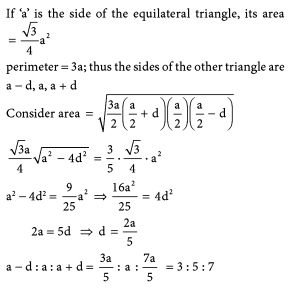 If ‘a’ is the side of the equilateral triangle, its area
= √3/4 a²
perimeter = 3a; thus the sides of the other triangle are
a – d, a, a + d
Consider area = √(3a/2 (a/2 + d)(a/2)(a/2 – d))
√3a/4 √(a² – 4d²) = 3/5 · √3/4 · a²
a² – 4d² = 9/25 a² ⇒ 16a²/25 = 4d²
2a = 5d ⇒ d = 2a/5
a – d : a : a + d = 3a/5 : a : 7a/5 = 3 : 5 : 7